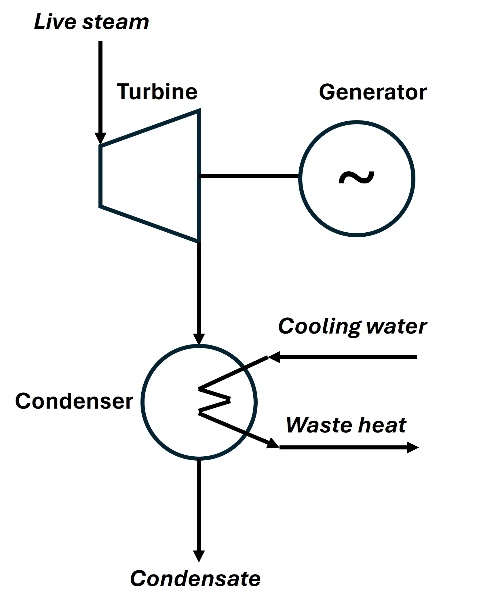 Live steam
Turbine
Generator
~
Cooling water
Condenser
Waste heat
Condensate